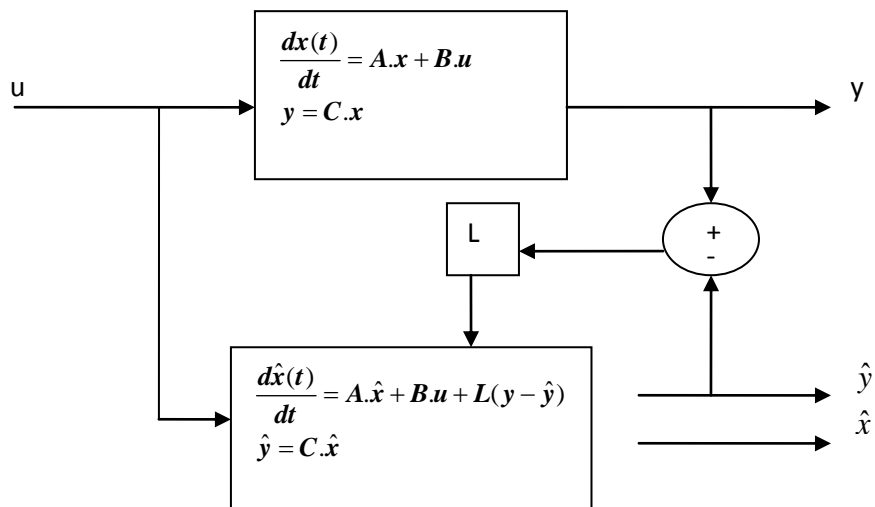 dx(t)/dt = A.x + B.u
y = C.x
u
y
L
+
-
dx̂(t)/dt = A.x̂ + B.u + L(y − ŷ)
ŷ = C.x̂
ŷ
x̂